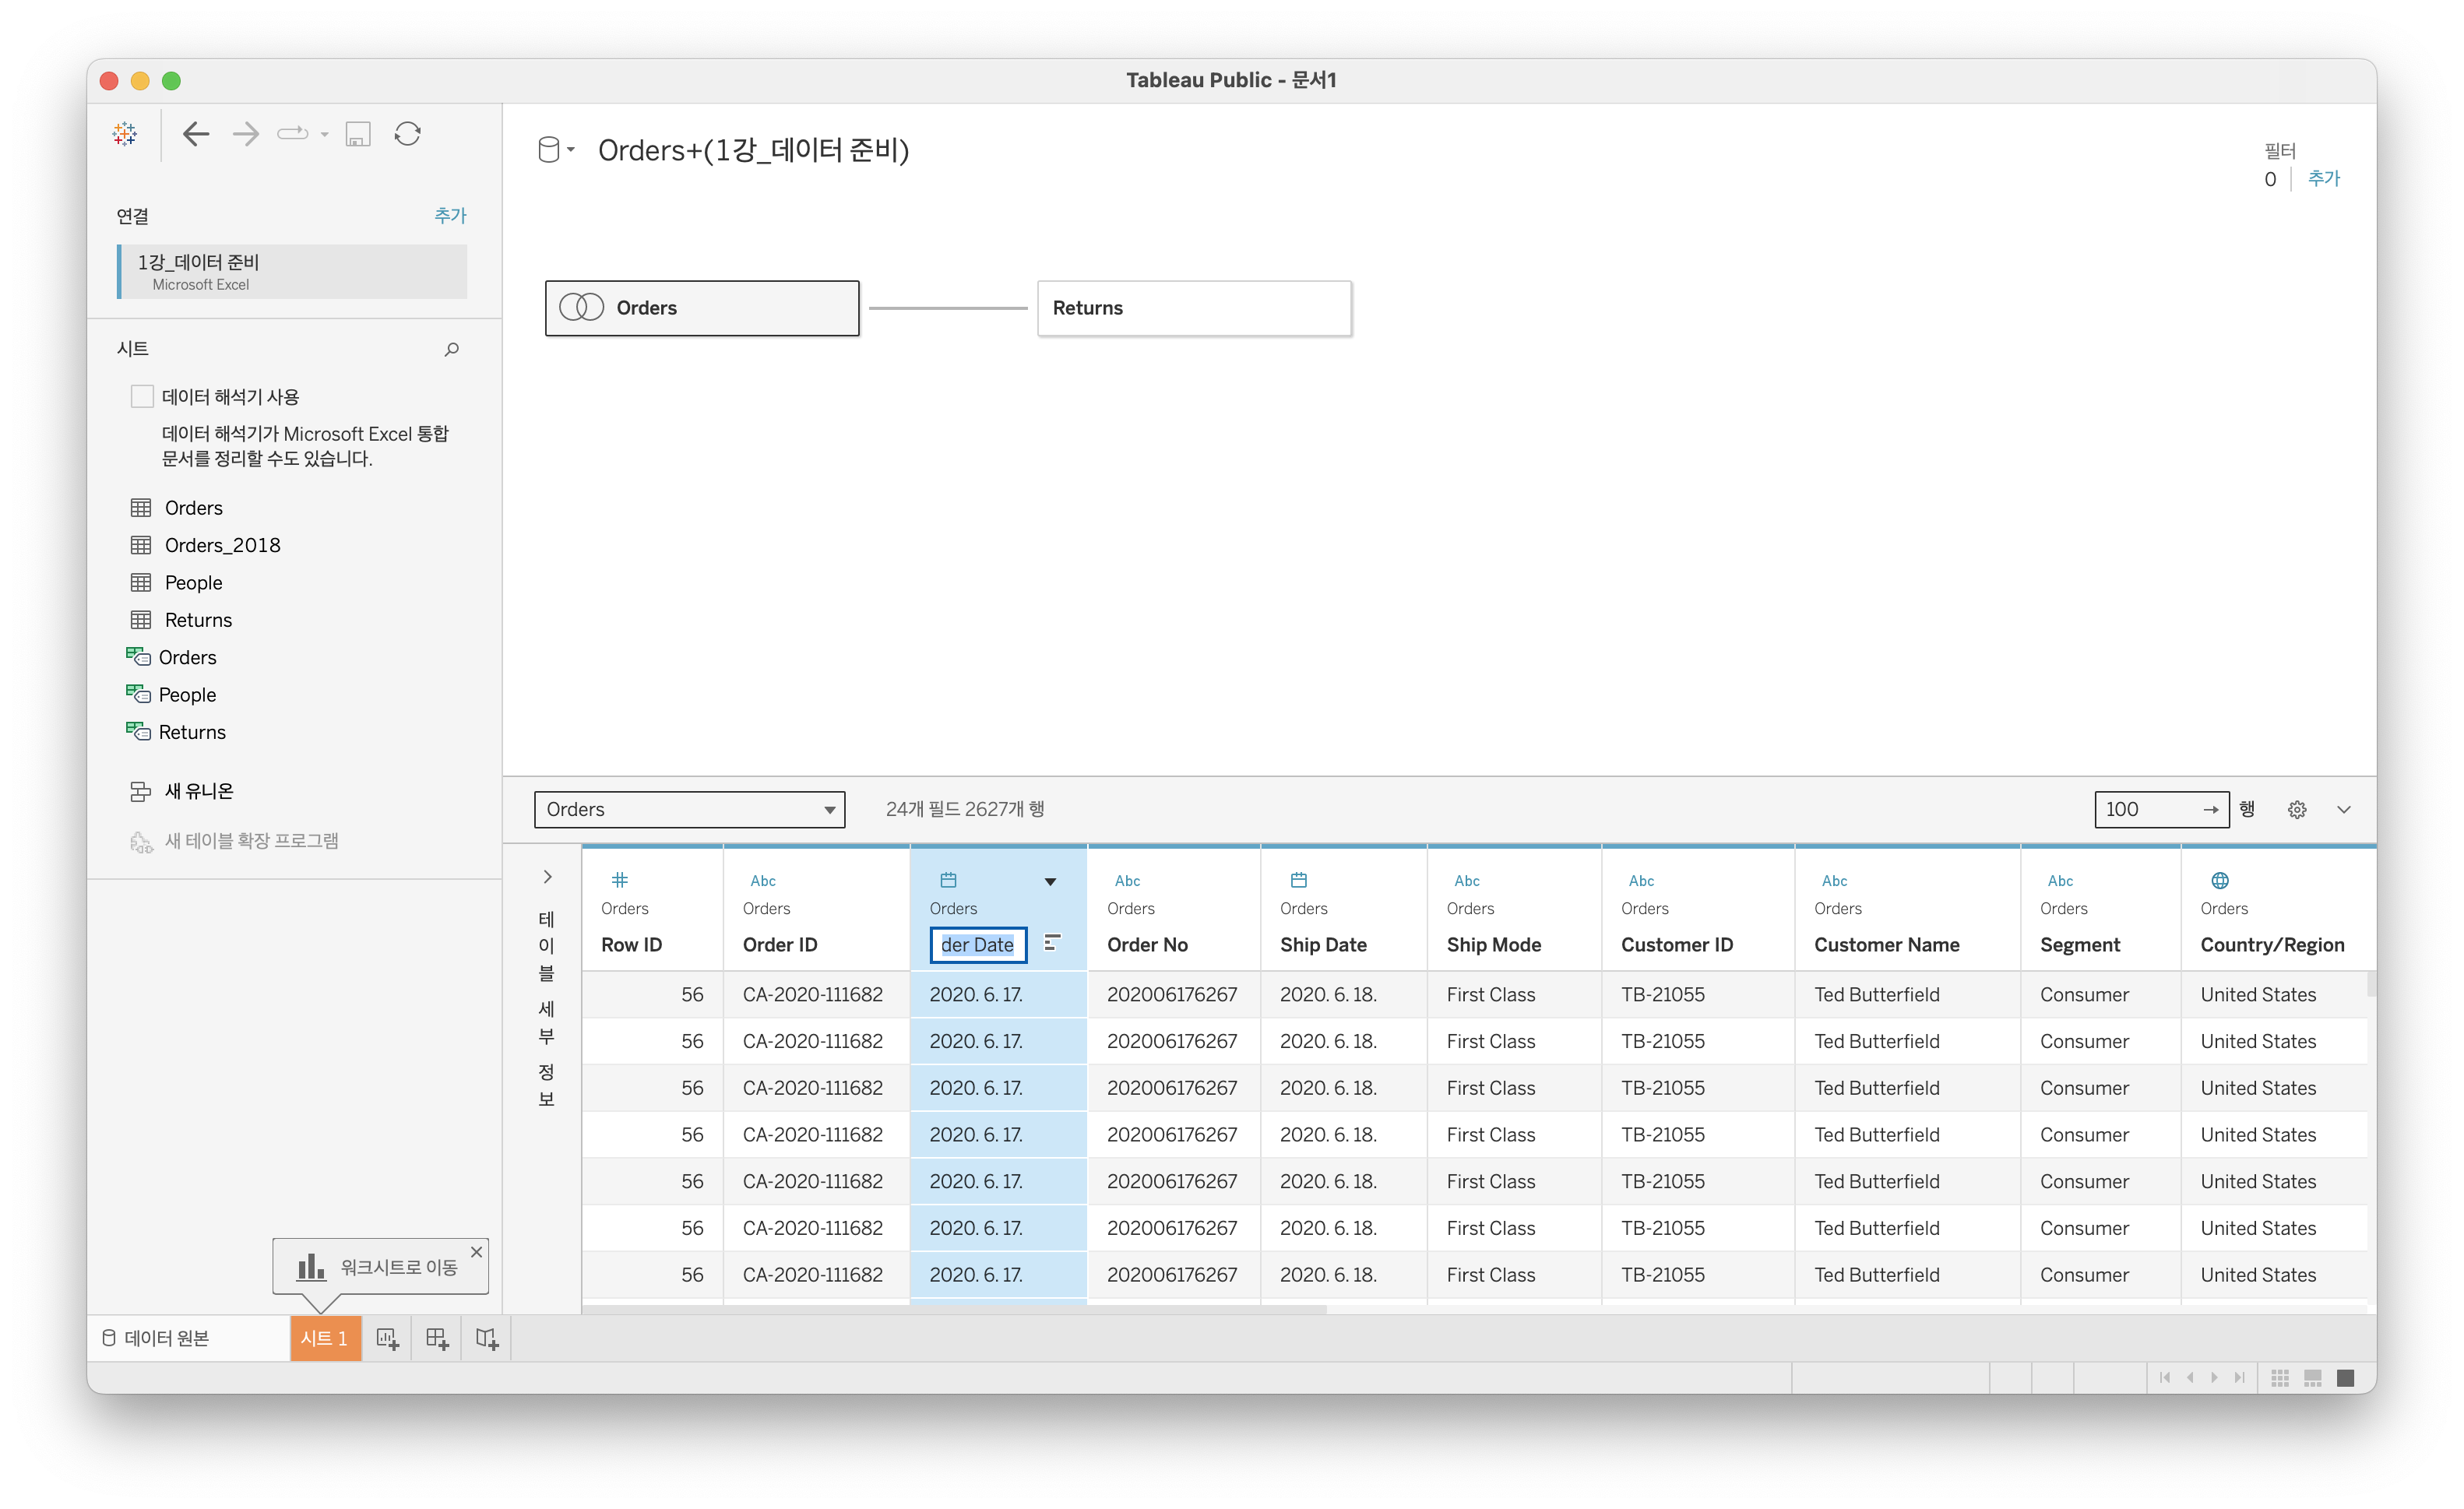 Tableau Public - 문서1
연결
추가
1강_데이터 준비
Microsoft Excel
시트
데이터 해석기 사용
데이터 해석기가 Microsoft Excel 통합
문서를 정리할 수도 있습니다.
Orders
Orders_2018
People
Returns
Orders
People
Returns
새 유니온
새 테이블 확장 프로그램
Orders+(1강_데이터 준비)
필터
0 추가
Orders
Returns
Orders 24개 필드 2627개 행 100 → 행
테이블 세부 정보
# Abc Abc Abc Abc Abc Abc
Orders Orders Orders Orders Orders Orders Orders Orders Orders Orders
Row ID Order ID der Date Order No Ship Date Ship Mode Customer ID Customer Name Segment Country/Region
56 CA-2020-111682 2020. 6. 17. 202006176267 2020. 6. 18. First Class TB-21055 Ted Butterfield Consumer United States
56 CA-2020-111682 2020. 6. 17. 202006176267 2020. 6. 18. First Class TB-21055 Ted Butterfield Consumer United States
56 CA-2020-111682 2020. 6. 17. 202006176267 2020. 6. 18. First Class TB-21055 Ted Butterfield Consumer United States
56 CA-2020-111682 2020. 6. 17. 202006176267 2020. 6. 18. First Class TB-21055 Ted Butterfield Consumer United States
56 CA-2020-111682 2020. 6. 17. 202006176267 2020. 6. 18. First Class TB-21055 Ted Butterfield Consumer United States
56 CA-2020-111682 2020. 6. 17. 202006176267 2020. 6. 18. First Class TB-21055 Ted Butterfield Consumer United States
56 CA-2020-111682 2020. 6. 17. 202006176267 2020. 6. 18. First Class TB-21055 Ted Butterfield Consumer United States
워크시트로 이동
데이터 원본 시트 1